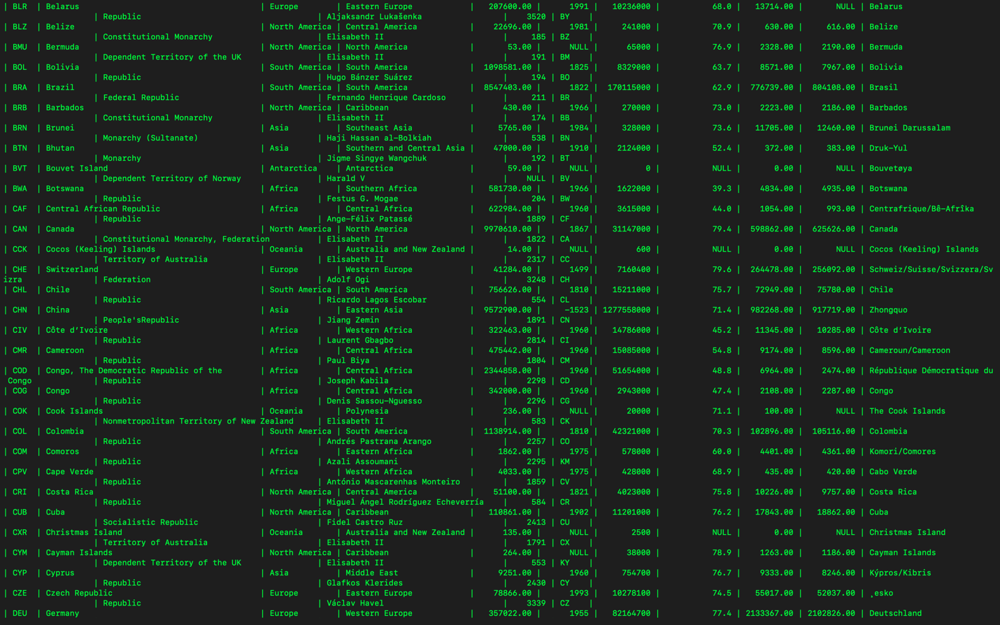 | BLR | Belarus | Europe | Eastern Europe | 207600.00 | 1991 | 10236000 | 68.0 | 13714.00 | NULL | Belarus
| Republic | Aljaksandr Lukašenka | 3520 | BY |
| BLZ | Belize | North America | Central America | 22696.00 | 1981 | 241000 | 70.9 | 630.00 | 616.00 | Belize
| Constitutional Monarchy | Elisabeth II | 185 | BZ |
| BMU | Bermuda | North America | North America | 53.00 | NULL | 65000 | 76.9 | 2328.00 | 2190.00 | Bermuda
| Dependent Territory of the UK | Elisabeth II | 191 | BM |
| BOL | Bolivia | South America | South America | 1098581.00 | 1825 | 8329000 | 63.7 | 8571.00 | 7967.00 | Bolivia
| Republic | Hugo Bánzer Suárez | 194 | BO |
| BRA | Brazil | South America | South America | 8547403.00 | 1822 | 170115000 | 62.9 | 776739.00 | 804108.00 | Brasil
| Federal Republic | Fernando Henrique Cardoso | 211 | BR |
| BRB | Barbados | North America | Caribbean | 430.00 | 1966 | 270000 | 73.0 | 2223.00 | 2186.00 | Barbados
| Constitutional Monarchy | Elisabeth II | 174 | BB |
| BRN | Brunei | Asia | Southeast Asia | 5765.00 | 1984 | 328000 | 73.6 | 11705.00 | 12460.00 | Brunei Darussalam
| Monarchy (Sultanate) | Haji Hassan al-Bolkiah | 538 | BN |
| BTN | Bhutan | Asia | Southern and Central Asia | 47000.00 | 1910 | 2124000 | 52.4 | 372.00 | 383.00 | Druk-Yul
| Monarchy | Jigme Singye Wangchuk | 192 | BT |
| BVT | Bouvet Island | Antarctica | Antarctica | 59.00 | NULL | 0 | NULL | 0.00 | NULL | Bouvetøya
| Dependent Territory of Norway | Harald V | NULL | BV |
| BWA | Botswana | Africa | Southern Africa | 581730.00 | 1966 | 1622000 | 39.3 | 4834.00 | 4935.00 | Botswana
| Republic | Festus G. Mogae | 204 | BW |
| CAF | Central African Republic | Africa | Central Africa | 622984.00 | 1960 | 3615000 | 44.0 | 1054.00 | 993.00 | Centrafrique/Bê-Afrîka
| Republic | Ange-Félix Patassé | 1889 | CF |
| CAN | Canada | North America | North America | 9970610.00 | 1867 | 31147000 | 79.4 | 598862.00 | 625626.00 | Canada
| Constitutional Monarchy, Federation | Elisabeth II | 1822 | CA |
| CCK | Cocos (Keeling) Islands | Oceania | Australia and New Zealand | 14.00 | NULL | 600 | NULL | 0.00 | NULL | Cocos (Keeling) Islands
| Territory of Australia | Elisabeth II | 2317 | CC |
| CHE | Switzerland | Europe | Western Europe | 41284.00 | 1499 | 7160400 | 79.6 | 264478.00 | 256092.00 | Schweiz/Suisse/Svizzera/Sv
izra | Federation | Adolf Ogi | 3248 | CH |
| CHL | Chile | South America | South America | 756626.00 | 1810 | 15211000 | 75.7 | 72949.00 | 75780.00 | Chile
| Republic | Ricardo Lagos Escobar | 554 | CL |
| CHN | China | Asia | Eastern Asia | 9572900.00 | -1523 | 1277558000 | 71.4 | 982268.00 | 917719.00 | Zhongquo
| People'sRepublic | Jiang Zemin | 1891 | CN |
| CIV | Côte d’Ivoire | Africa | Western Africa | 322463.00 | 1960 | 14786000 | 45.2 | 11345.00 | 10285.00 | Côte d’Ivoire
| Republic | Laurent Gbagbo | 2814 | CI |
| CMR | Cameroon | Africa | Central Africa | 475442.00 | 1960 | 15085000 | 54.8 | 9174.00 | 8596.00 | Cameroun/Cameroon
| Republic | Paul Biya | 1804 | CM |
| COD | Congo, The Democratic Republic of the | Africa | Central Africa | 2344858.00 | 1960 | 51654000 | 48.8 | 6964.00 | 2474.00 | République Démocratique du
Congo | Republic | Joseph Kabila | 2298 | CD |
| COG | Congo | Africa | Central Africa | 342000.00 | 1960 | 2943000 | 47.4 | 2108.00 | 2287.00 | Congo
| Republic | Denis Sassou-Nguesso | 2296 | CG |
| COK | Cook Islands | Oceania | Polynesia | 236.00 | NULL | 20000 | 71.1 | 100.00 | NULL | The Cook Islands
| Nonmetropolitan Territory of New Zealand | Elisabeth II | 583 | CK |
| COL | Colombia | South America | South America | 1138914.00 | 1810 | 42321000 | 70.3 | 102896.00 | 105116.00 | Colombia
| Republic | Andrés Pastrana Arango | 2257 | CO |
| COM | Comoros | Africa | Eastern Africa | 1862.00 | 1975 | 578000 | 60.0 | 4401.00 | 4361.00 | Komori/Comores
| Republic | Azali Assoumani | 2295 | KM |
| CPV | Cape Verde | Africa | Western Africa | 4033.00 | 1975 | 428000 | 68.9 | 435.00 | 420.00 | Cabo Verde
| Republic | António Mascarenhas Monteiro | 1859 | CV |
| CRI | Costa Rica | North America | Central America | 51100.00 | 1821 | 4023000 | 75.8 | 10226.00 | 9757.00 | Costa Rica
| Republic | Miguel Ángel Rodríguez Echeverría | 584 | CR |
| CUB | Cuba | North America | Caribbean | 110861.00 | 1902 | 11201000 | 76.2 | 17843.00 | 18862.00 | Cuba
| Socialistic Republic | Fidel Castro Ruz | 2413 | CU |
| CXR | Christmas Island | Oceania | Australia and New Zealand | 135.00 | NULL | 2500 | NULL | 0.00 | NULL | Christmas Island
| Territory of Australia | Elisabeth II | 1791 | CX |
| CYM | Cayman Islands | North America | Caribbean | 264.00 | NULL | 38000 | 78.9 | 1263.00 | 1186.00 | Cayman Islands
| Dependent Territory of the UK | Elisabeth II | 553 | KY |
| CYP | Cyprus | Asia | Middle East | 9251.00 | 1960 | 754700 | 76.7 | 9333.00 | 8246.00 | Kýpros/Kibris
| Republic | Glafkos Klerides | 2430 | CY |
| CZE | Czech Republic | Europe | Eastern Europe | 78866.00 | 1993 | 10278100 | 74.5 | 55017.00 | 52037.00 | ¸esko
| Republic | Václav Havel | 3339 | CZ |
| DEU | Germany | Europe | Western Europe | 357022.00 | 1955 | 82164700 | 77.4 | 2133367.00 | 2102826.00 | Deutschland